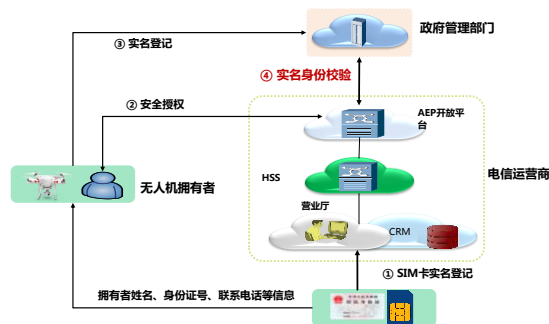 政府管理部门
③ 实名登记
④ 实名身份校验
② 安全授权
AEP开放平
台
HSS
电信运营商
无人机拥有者
营业厅
CRM
① SIM卡实名登记
拥有者姓名、身份证号、联系电话等信息